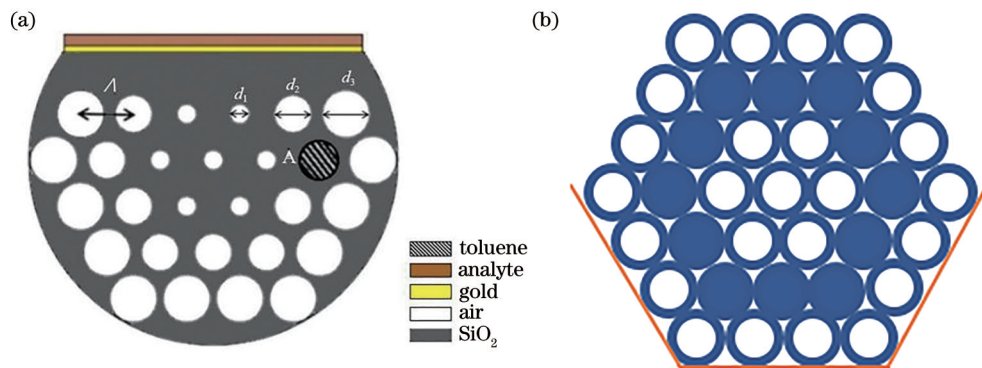 (a)
(b)
Λ
d₁
d₂
d₃
A
toluene
analyte
gold
air
SiO₂